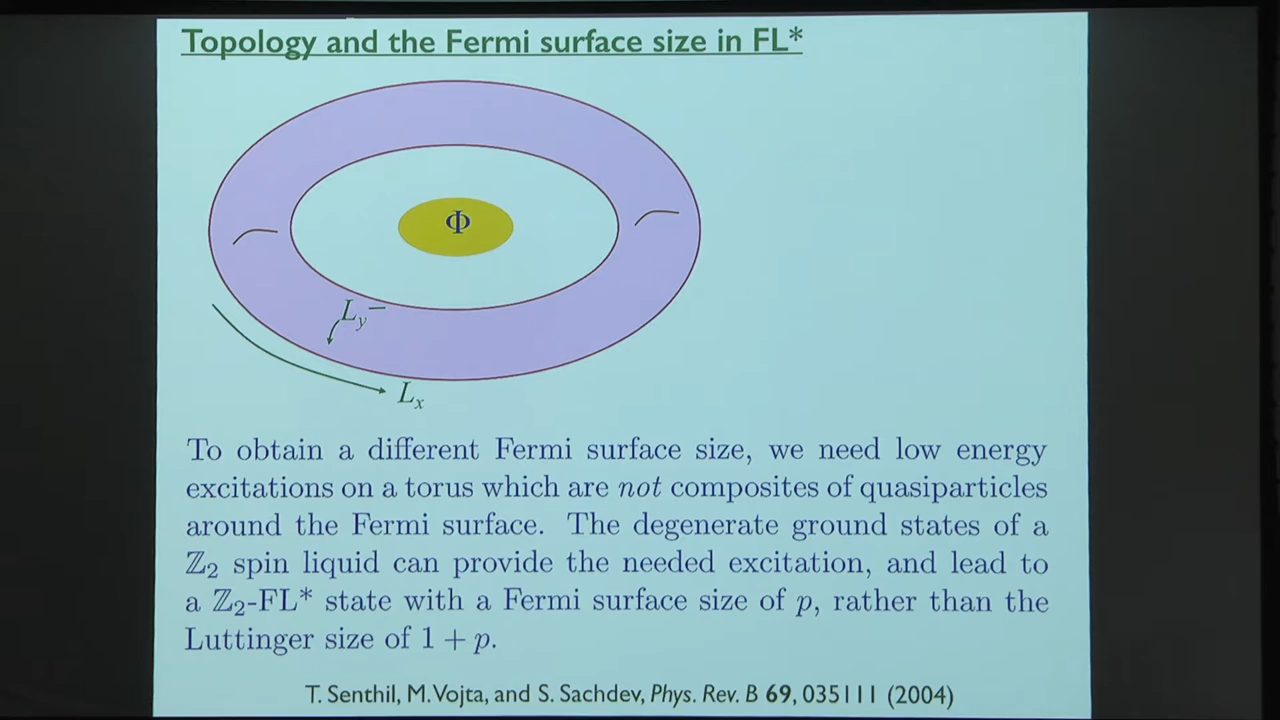 Topology and the Fermi surface size in FL*
Φ
L_y
L_x
To obtain a different Fermi surface size, we need low energy
excitations on a torus which are not composites of quasiparticles
around the Fermi surface. The degenerate ground states of a
ℤ₂ spin liquid can provide the needed excitation, and lead to
a ℤ₂-FL* state with a Fermi surface size of p, rather than the
Luttinger size of 1 + p.
T. Senthil, M. Vojta, and S. Sachdev, Phys. Rev. B 69, 035111 (2004)